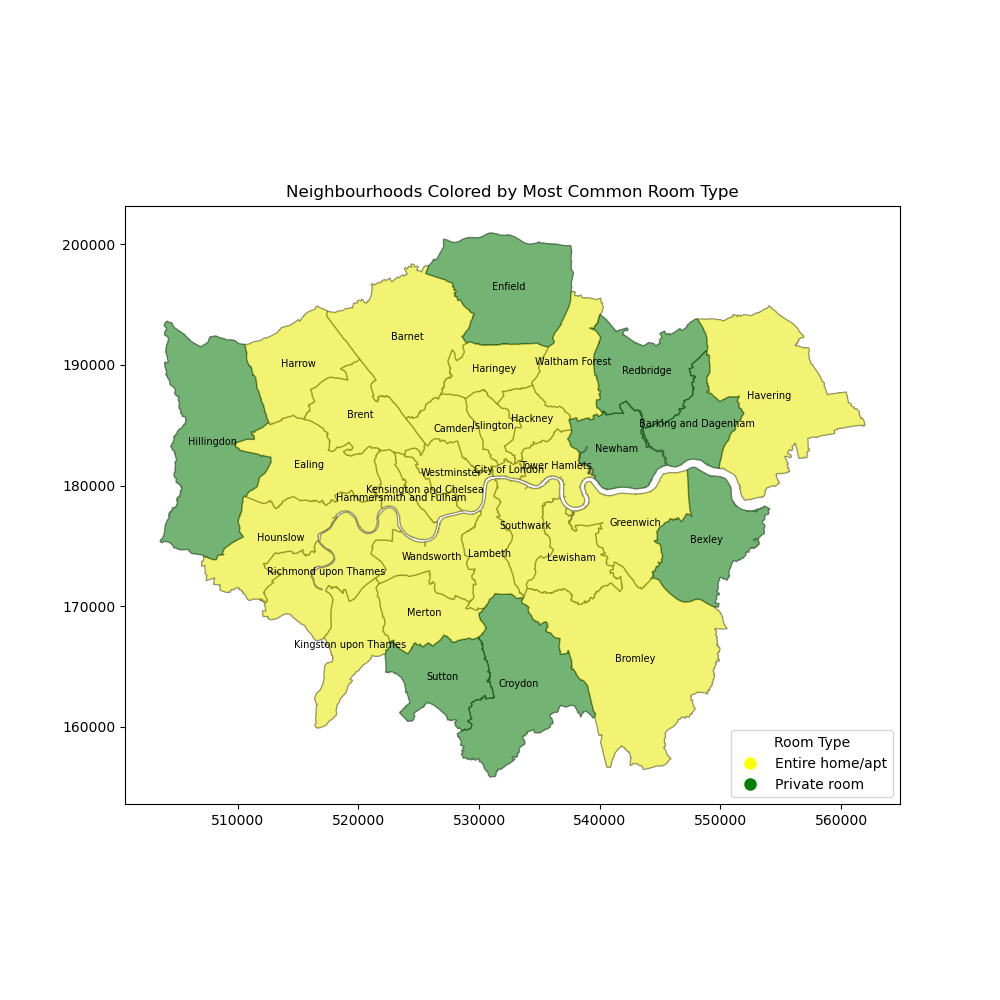 Neighbourhoods Colored by Most Common Room Type
200000
190000
180000
170000
160000
Enfield
Barnet
Harrow
Haringey
Waltham Forest
Redbridge
Havering
Brent
Camden
Islington
Hackney
Barking and Dagenham
Hillingdon
Newham
Ealing
Westminster
City of London
Tower Hamlets
Kensington and Chelsea
Hammersmith and Fulham
Hounslow
Southwark
Greenwich
Bexley
Richmond upon Thames
Wandsworth
Lambeth
Lewisham
Merton
Kingston upon Thames
Bromley
Sutton
Croydon
Room Type
Entire home/apt
Private room
510000 520000 530000 540000 550000 560000